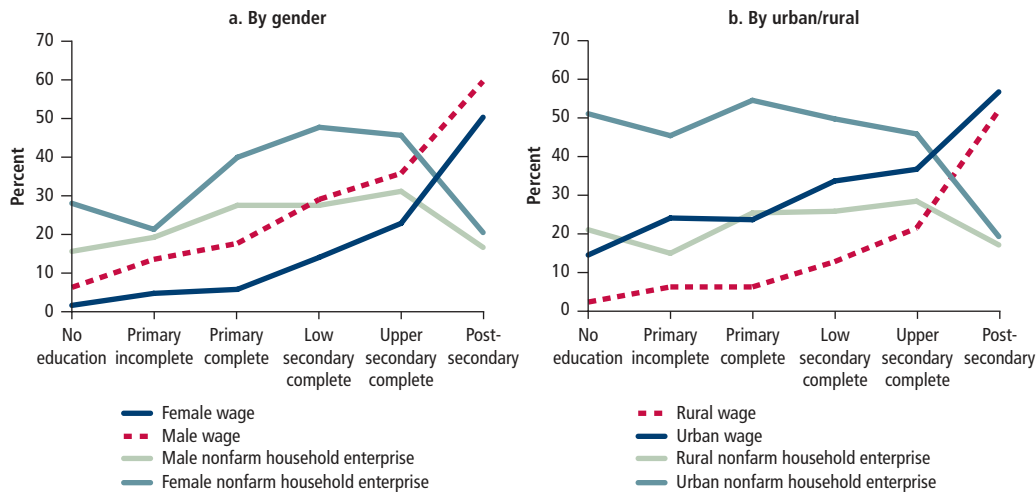 a. By gender
70
60
50
40
30
20
10
0
Percent
No education
Primary incomplete
Primary complete
Low secondary complete
Upper secondary complete
Post-secondary
Female wage
Male wage
Male nonfarm household enterprise
Female nonfarm household enterprise
b. By urban/rural
70
60
50
40
30
20
10
0
Percent
No education
Primary incomplete
Primary complete
Low secondary complete
Upper secondary complete
Post-secondary
Rural wage
Urban wage
Rural nonfarm household enterprise
Urban nonfarm household enterprise